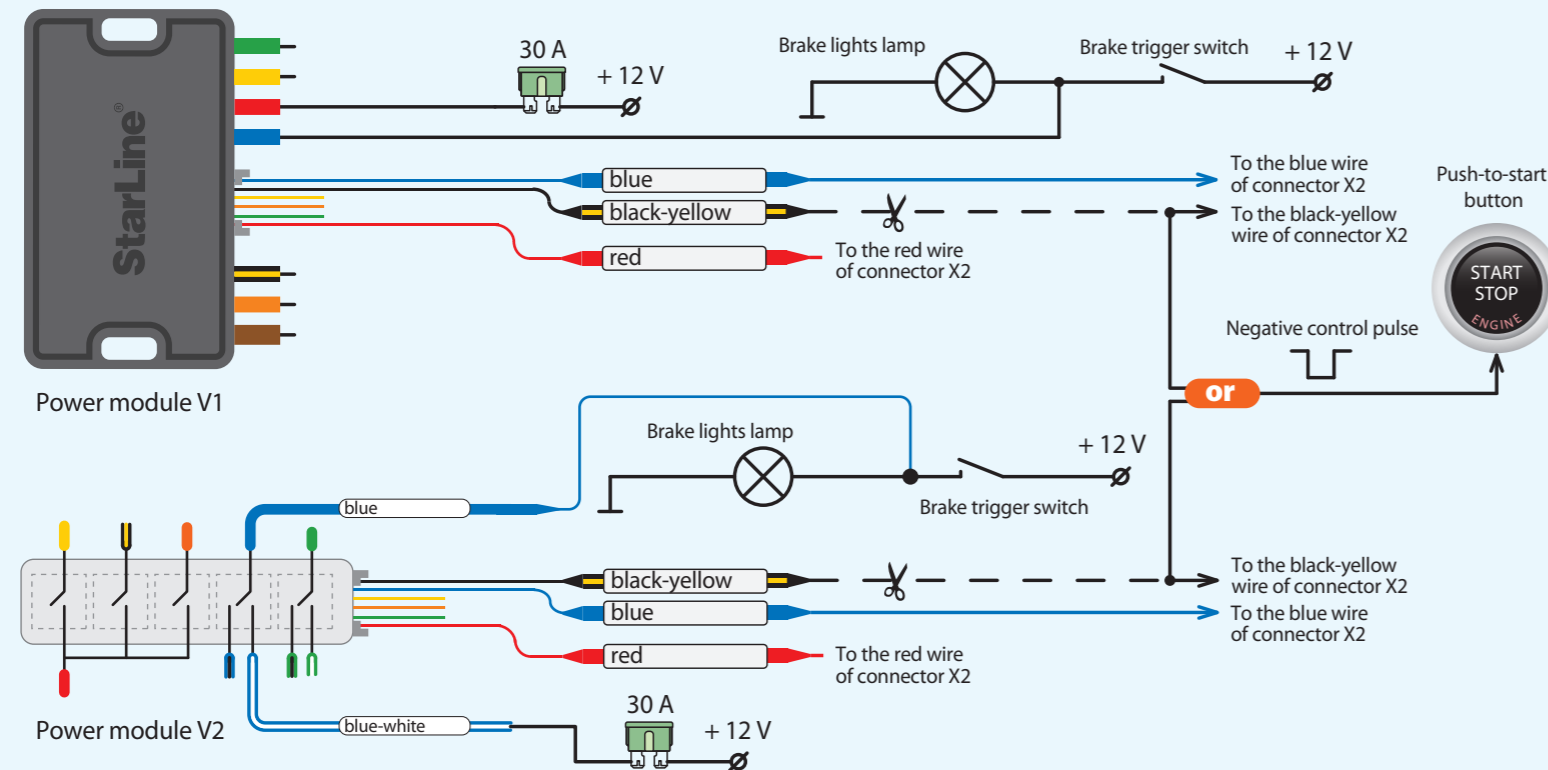 StarLine®
30 A
+ 12 V
Brake lights lamp
Brake trigger switch
+ 12 V
blue
To the blue wire
of connector X2
black-yellow
To the black-yellow
wire of connector X2
red
To the red wire
of connector X2
Push-to-start
button
START
STOP
ENGINE
Negative control pulse
or
Power module V1
Brake lights lamp
+ 12 V
Brake trigger switch
blue
black-yellow
To the black-yellow
wire of connector X2
blue
To the blue wire
of connector X2
red
To the red wire
of connector X2
Power module V2
blue-white
30 A
+ 12 V